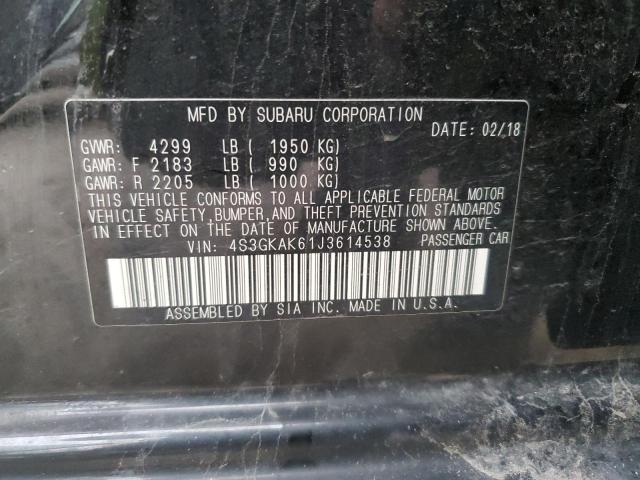 MFD BY SUBARU CORPORATION
DATE: 02/18
GVWR: 4299 LB ( 1950 KG)
GAWR: F 2183 LB ( 990 KG)
GAWR: R 2205 LB ( 1000 KG)
THIS VEHICLE CONFORMS TO ALL APPLICABLE FEDERAL MOTOR
VEHICLE SAFETY, BUMPER, AND THEFT PREVENTION STANDARDS
IN EFFECT ON THE DATE OF MANUFACTURE SHOWN ABOVE.
VIN: 4S3GKAK61J3614538 PASSENGER CAR
ASSEMBLED BY SIA INC. MADE IN U.S.A.